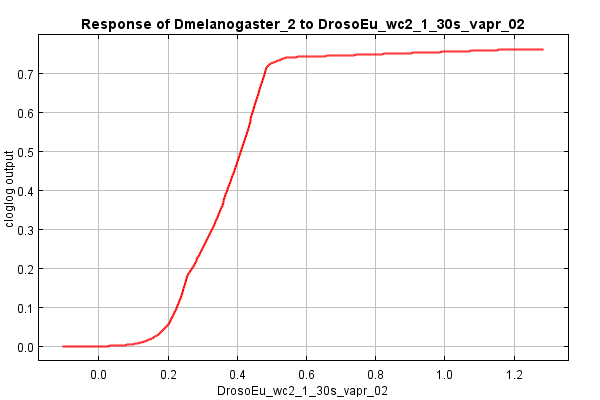 Response of Dmelanogaster_2 to DrosoEu_wc2_1_30s_vapr_02
cloglog output
0.7
0.6
0.5
0.4
0.3
0.2
0.1
0.0
0.0 0.2 0.4 0.6 0.8 1.0 1.2
DrosoEu_wc2_1_30s_vapr_02